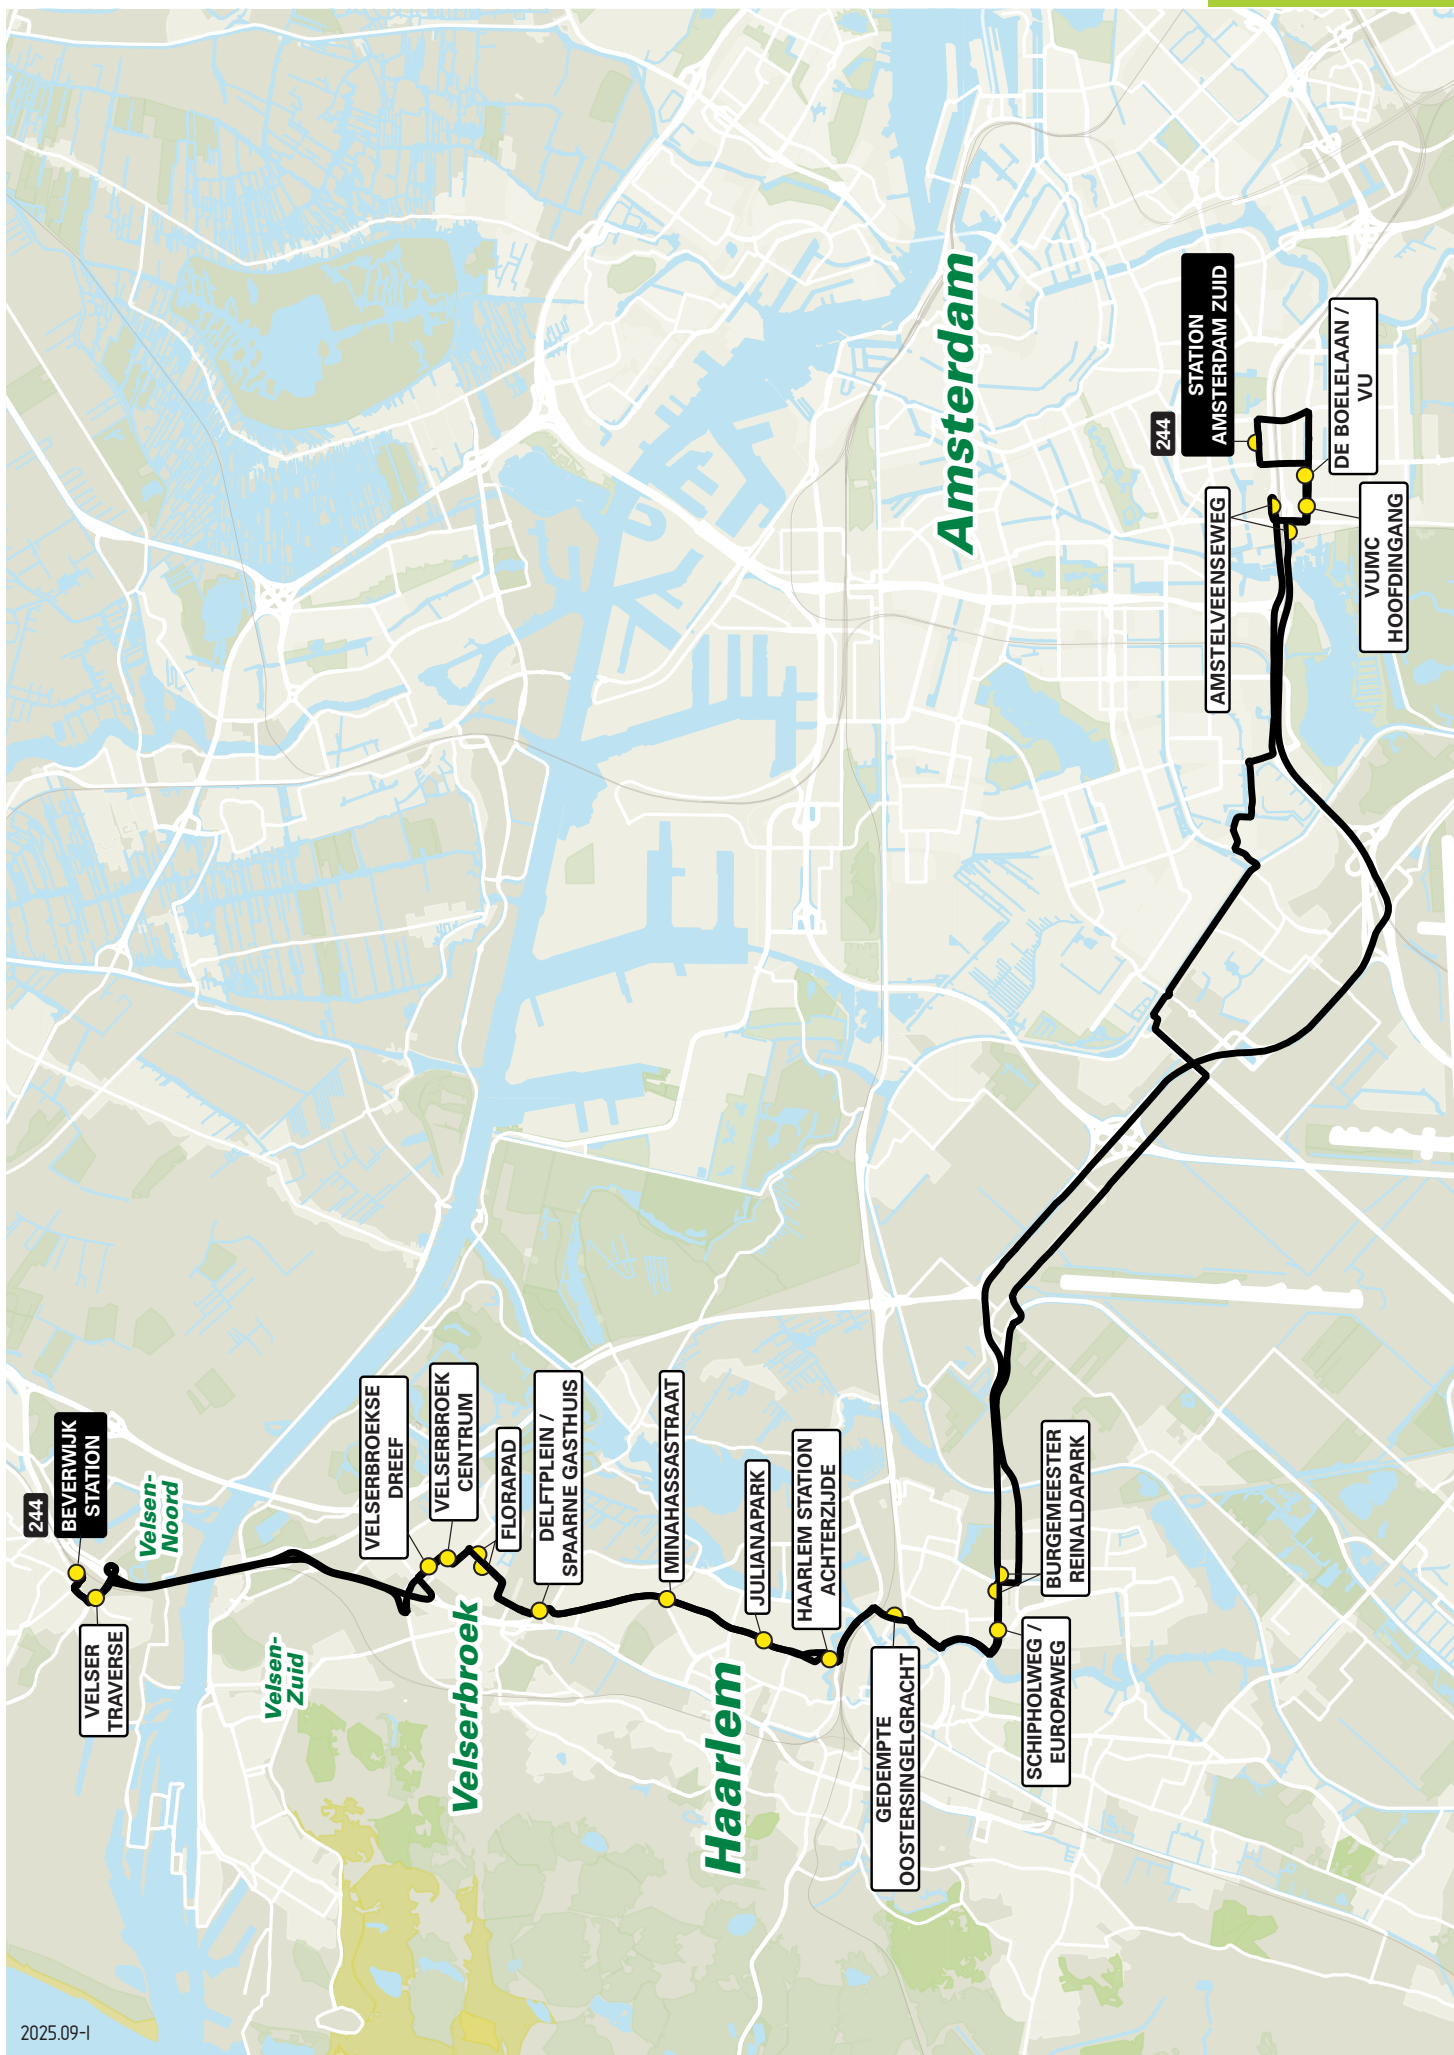 244
BEVERWIJK
STATION
Velsen-
Noord
VELSER
TRAVERSE
Velsen-
Zuid
VELSERBROEKSE
DREEF
VELSERBROEK
CENTRUM
FLORAPAD
Velserbroek
DELFTPLEIN /
SPAARNE GASTHUIS
MINAHASSASTRAAT
JULIANAPARK
Haarlem
HAARLEM STATION
ACHTERZIJDE
GEDEMPTE
OOSTERSINGELGRACHT
SCHIPHOLWEG /
EUROPAWEG
BURGEMEESTER
REINALDAPARK
Amsterdam
AMSTELVEENSEWEG
VUMC
HOOFDINGANG
DE BOELELAAN /
VU
244
STATION
AMSTERDAM ZUID
2025.09-I